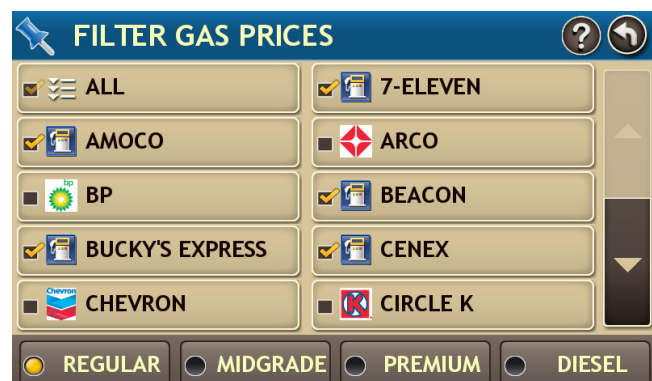 FILTER GAS PRICES ?
ALL 7-ELEVEN
AMOCO ARCO
bp BP BEACON
BUCKY'S EXPRESS CENEX
Chevron CHEVRON K CIRCLE K
REGULAR MIDGRADE PREMIUM DIESEL